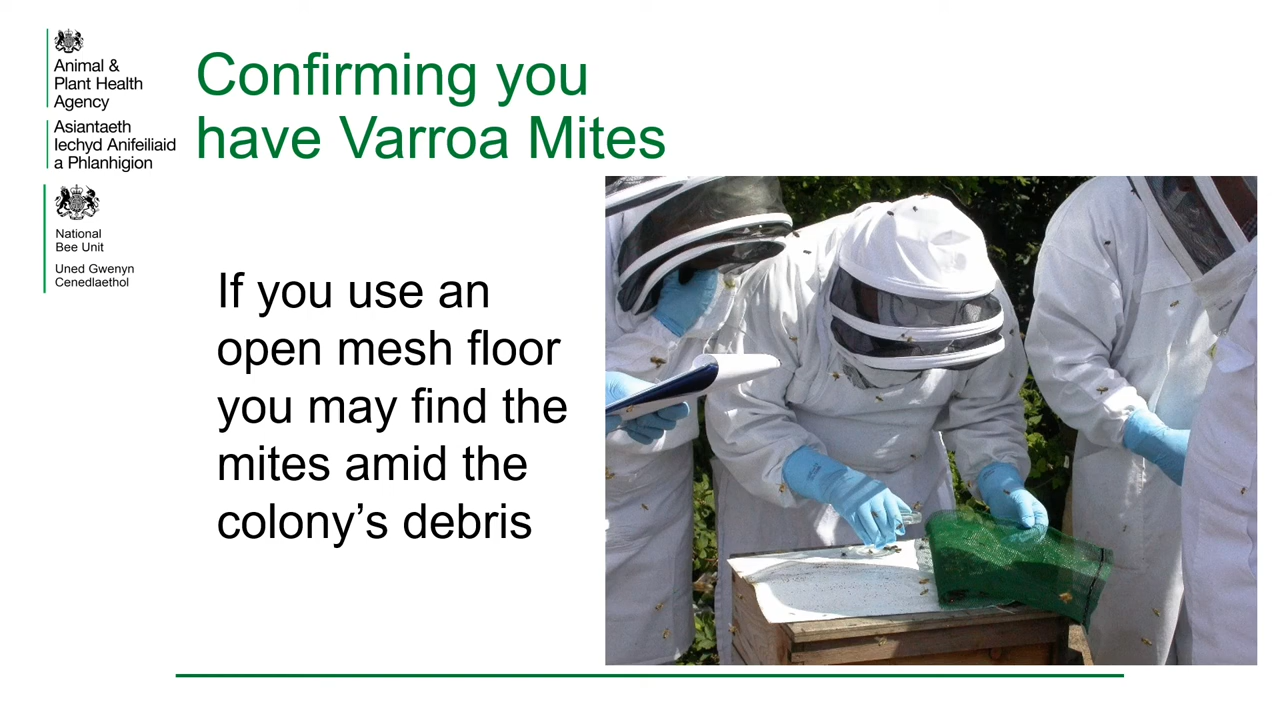 Animal &
Plant Health
Agency
Asiantaeth
Iechyd Anifeiliaid
a Phlanhigion
National
Bee Unit
Uned Gwenyn
Cenedlaethol
Confirming you
have Varroa Mites
If you use an
open mesh floor
you may find the
mites amid the
colony’s debris